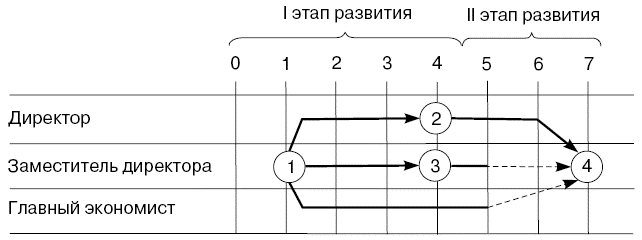 I этап развития II этап развития
0 1 2 3 4 5 6 7
Директор 2
Заместитель директора 1 3 4
Главный экономист